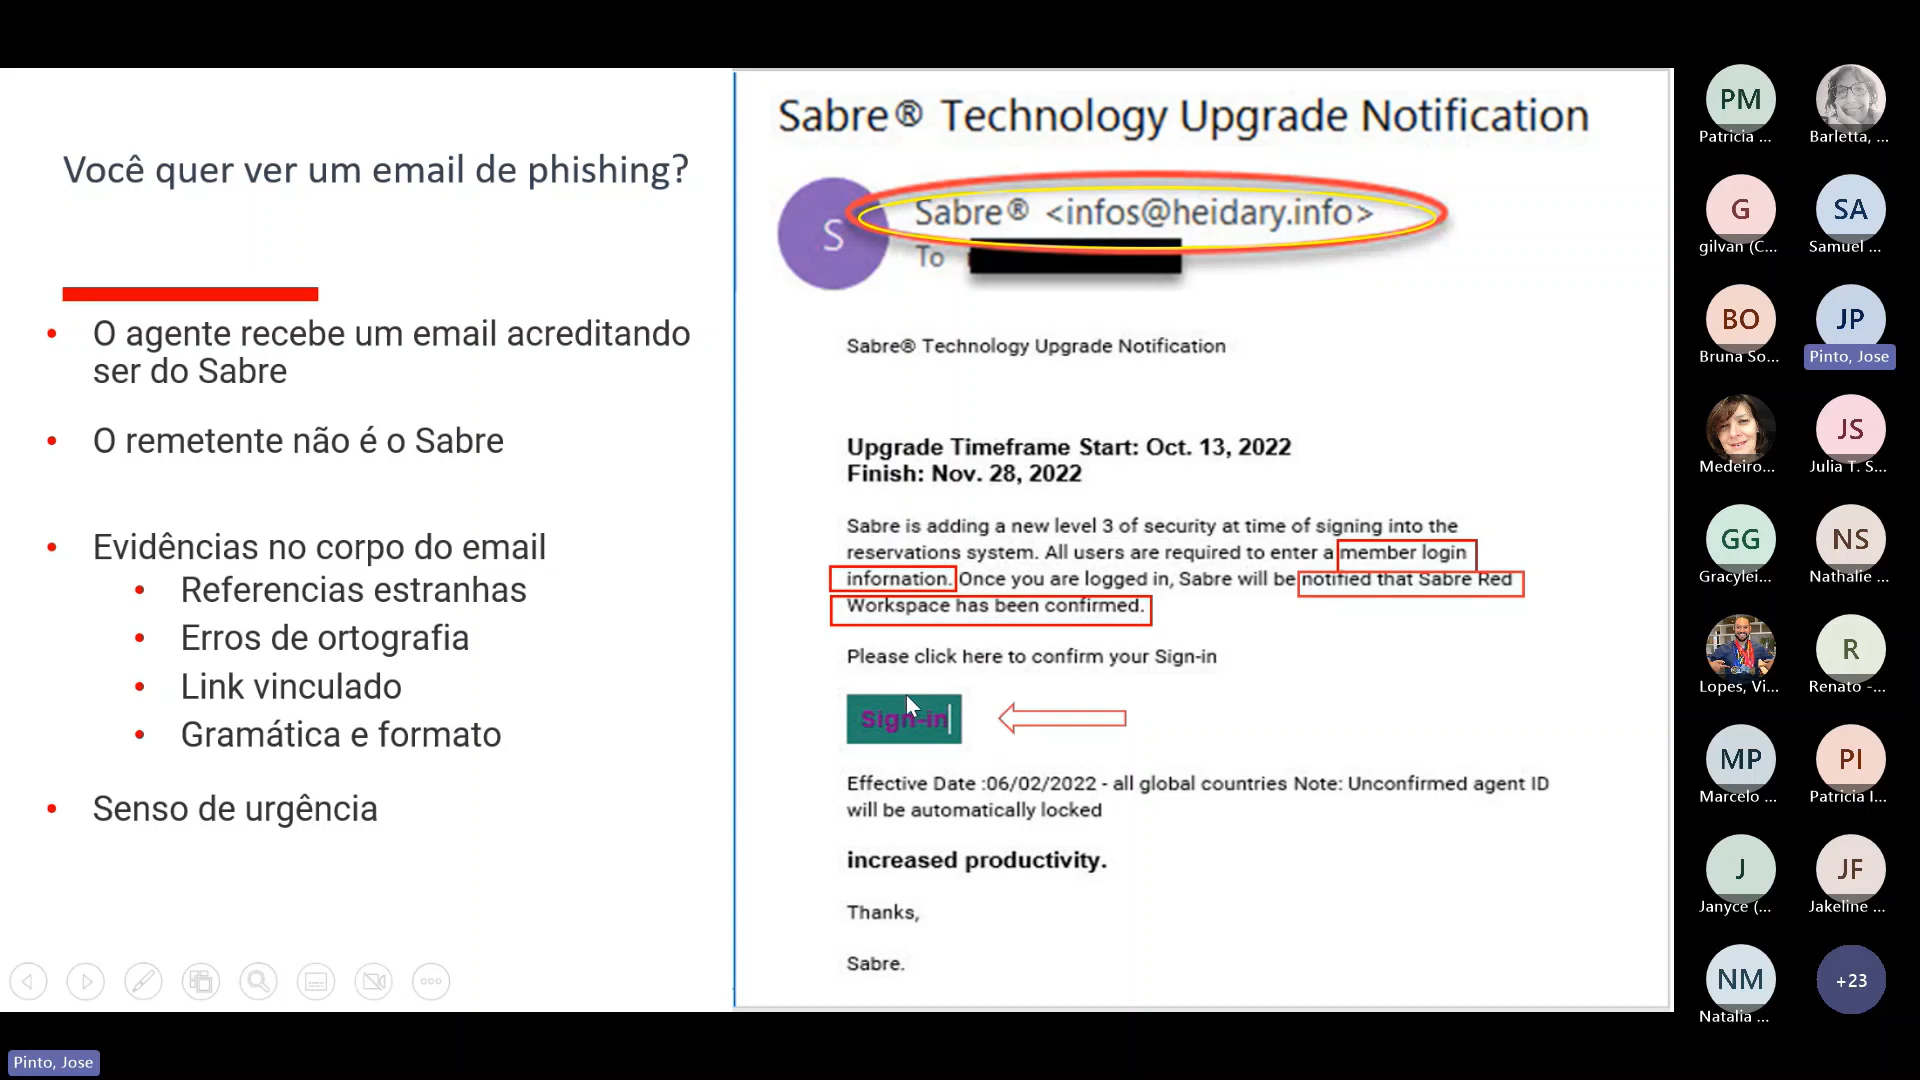 Você quer ver um email de phishing?
• O agente recebe um email acreditando
ser do Sabre
• O remetente não é o Sabre
• Evidências no corpo do email
• Referencias estranhas
• Erros de ortografia
• Link vinculado
• Gramática e formato
• Senso de urgência
Sabre® Technology Upgrade Notification
S
Sabre® <infos@heidary.info>
To
Sabre® Technology Upgrade Notification
Upgrade Timeframe Start: Oct. 13, 2022
Finish: Nov. 28, 2022
Sabre is adding a new level 3 of security at time of signing into the
reservations system. All users are required to enter a member login
infornation. Once you are logged in, Sabre will be notified that Sabre Red
Workspace has been confirmed.
Please click here to confirm your Sign-in
Sign-in
Effective Date :06/02/2022 - all global countries Note: Unconfirmed agent ID
will be automatically locked
increased productivity.
Thanks,
Sabre.
PM
Patricia ...
Barletta, ...
G
gilvan (C...
SA
Samuel ...
BO
Bruna So...
JP
Pinto, Jose
Medeiro...
JS
Julia T. S...
GG
Gracylei...
NS
Nathalie ...
Lopes, Vi...
R
Renato -...
MP
Marcelo ...
PI
Patricia I...
J
Janyce (...
JF
Jakeline ...
NM
Natalia ...
+23
Pinto, Jose